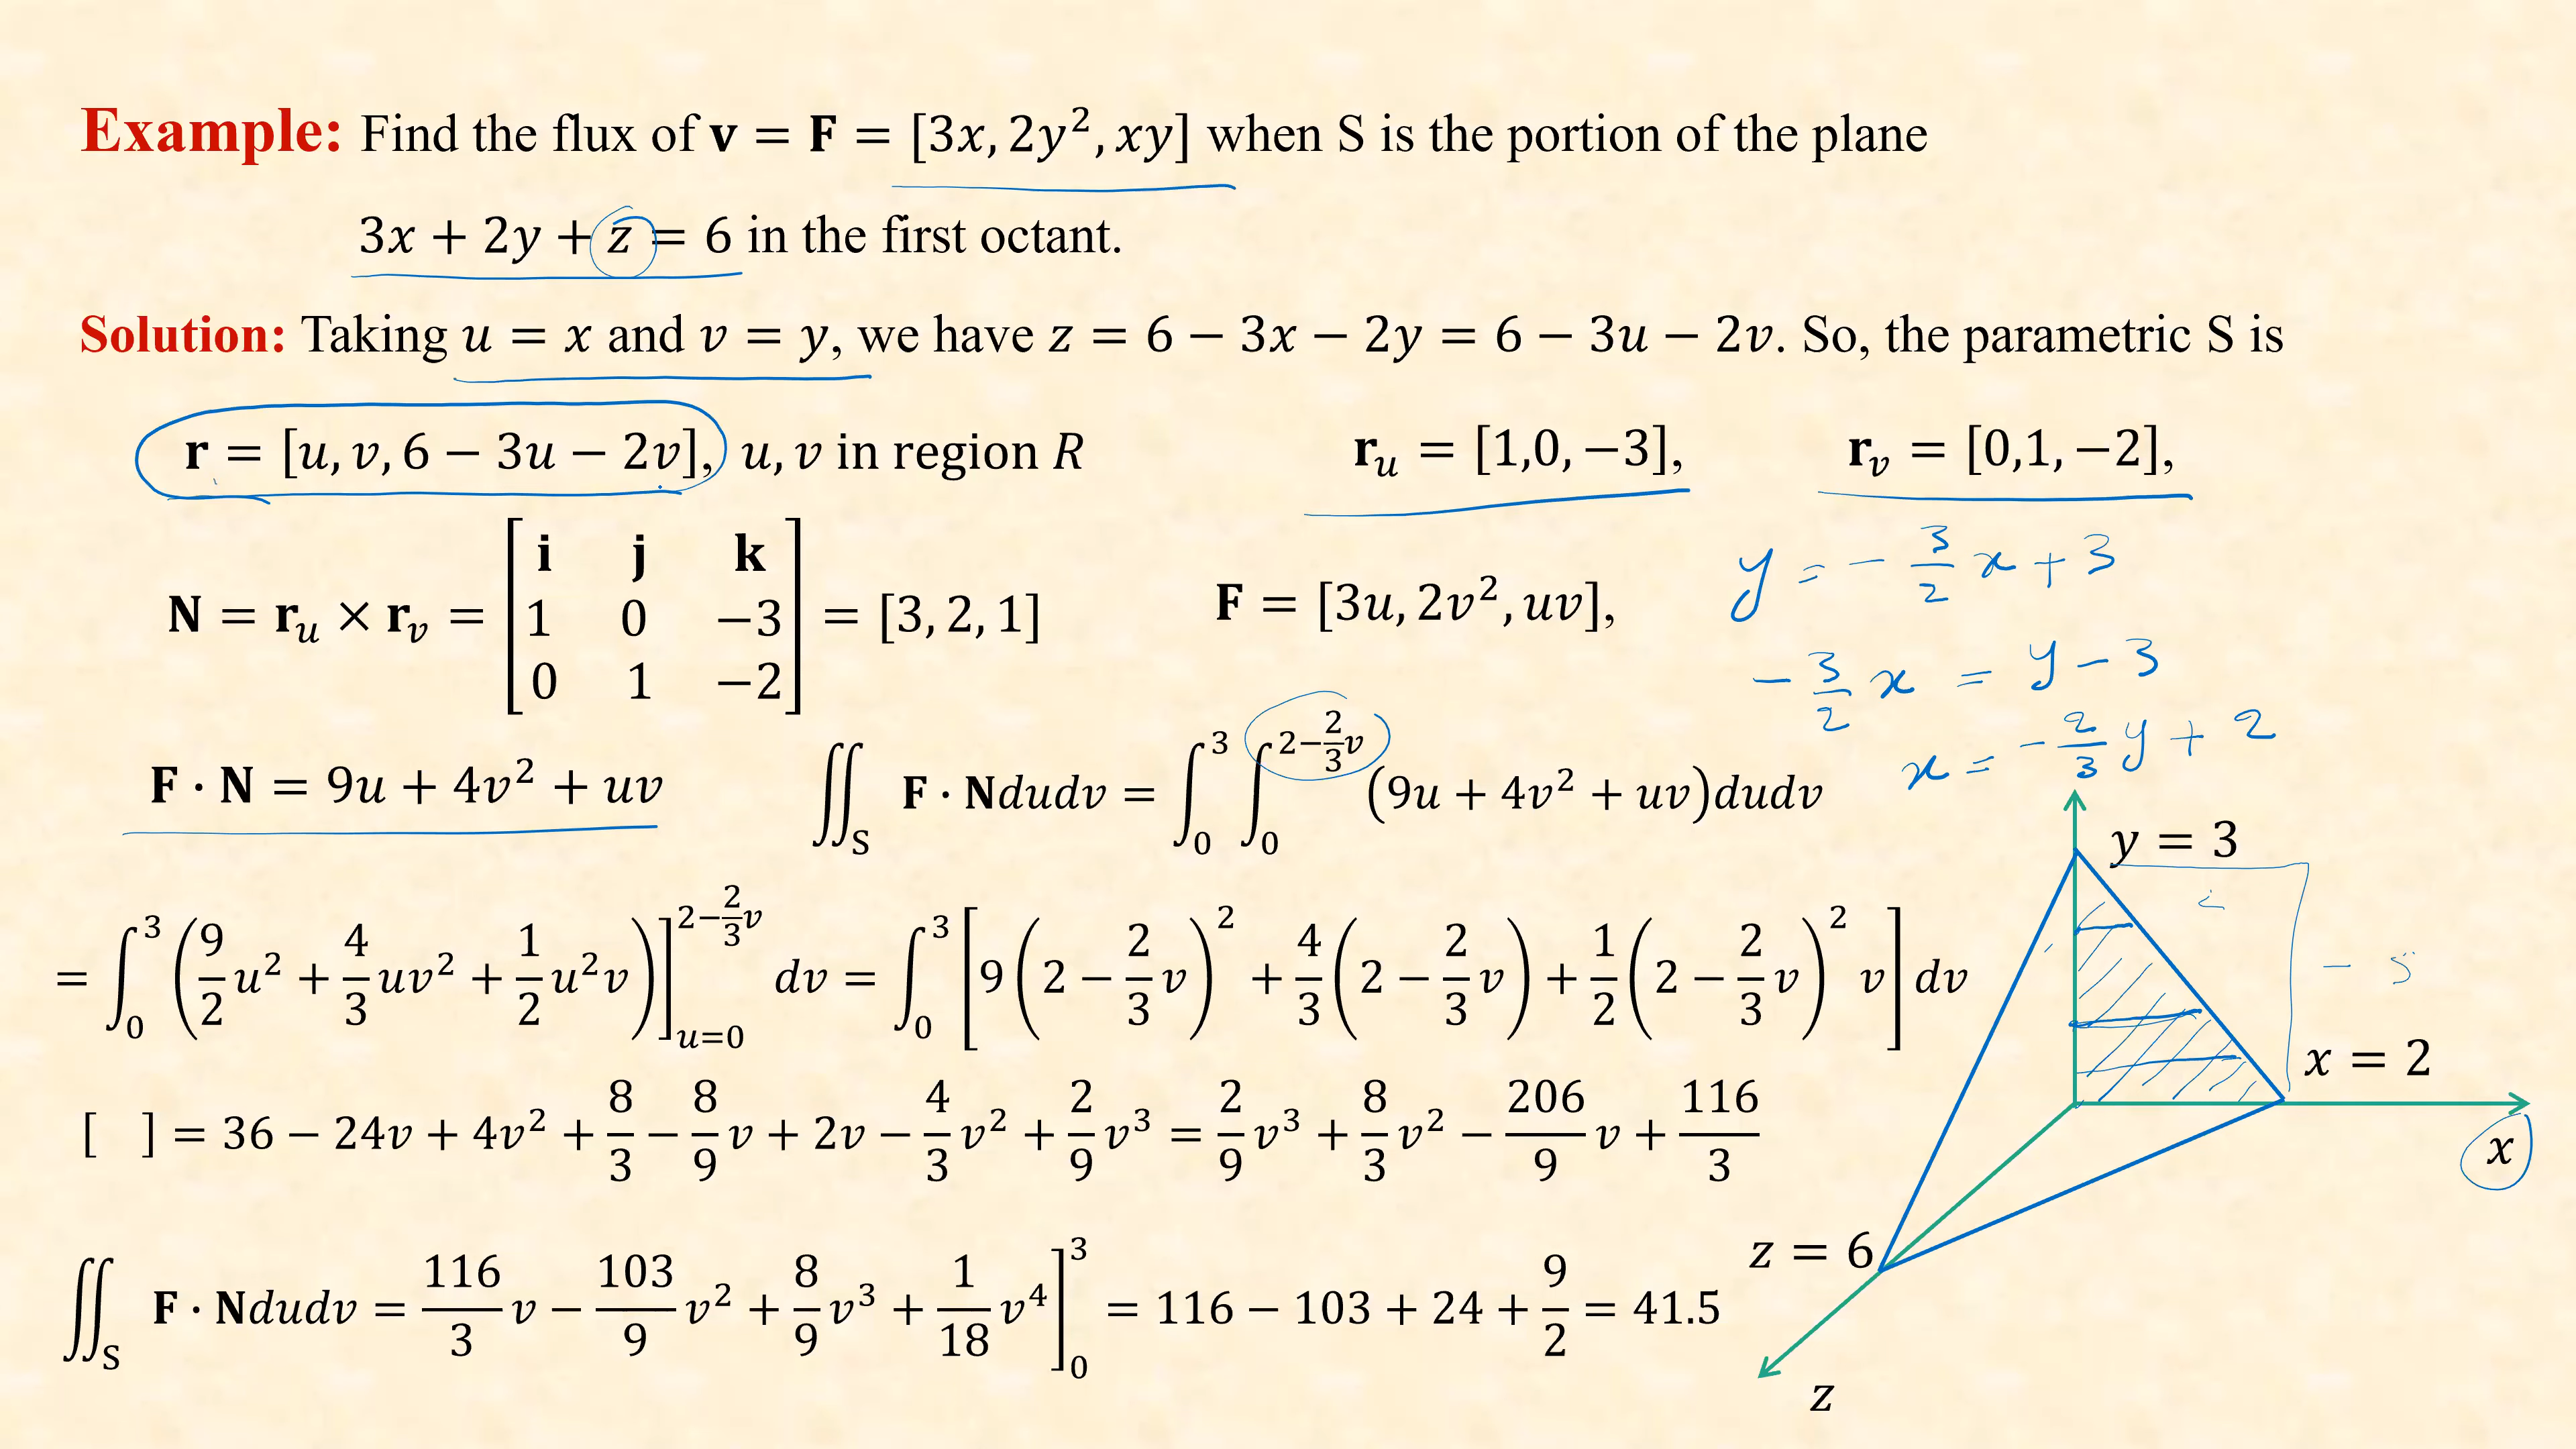 Example: Find the flux of v = F = [3x, 2y², xy] when S is the portion of the plane
3x + 2y + z = 6 in the first octant.
Solution: Taking u = x and v = y, we have z = 6 − 3x − 2y = 6 − 3u − 2v. So, the parametric S is
r = [u, v, 6 − 3u − 2v], u, v in region R r_u = [1,0, −3], r_v = [0,1, −2],
N = r_u × r_v = [i j k; 1 0 −3; 0 1 −2] = [3, 2, 1] F = [3u, 2v², uv],
y = − 3/2 x + 3
− 3/2 x = y − 3
x = − 2/3 y + 2
F · N = 9u + 4v² + uv ∬_S F · N dudv = ∫_0^3 ∫_0^{2−(2/3)v} (9u + 4v² + uv)dudv
= ∫_0^3 (9/2 u² + 4/3 uv² + 1/2 u²v)]_{u=0}^{2−(2/3)v} dv = ∫_0^3 [9(2 − 2/3 v)² + 4/3 (2 − 2/3 v) + 1/2 (2 − 2/3 v)² v] dv
[ ] = 36 − 24v + 4v² + 8/3 − 8/9 v + 2v − 4/3 v² + 2/9 v³ = 2/9 v³ + 8/3 v² − 206/9 v + 116/3
∬_S F · N dudv = 116/3 v − 103/9 v² + 8/9 v³ + 1/18 v⁴]_0^3 = 116 − 103 + 24 + 9/2 = 41.5
y = 3
x = 2
x
z = 6
z